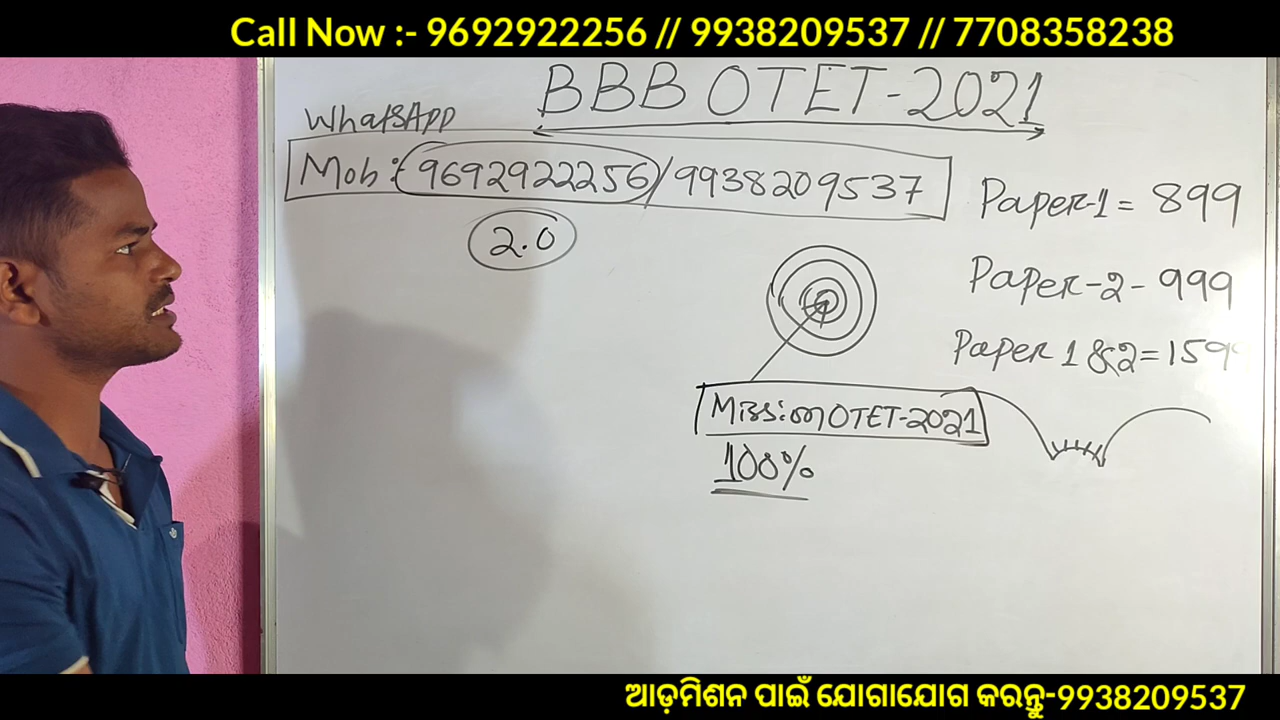 Call Now :- 9692922256 // 9938209537 // 7708358238
BBB OTET-2021
WhatsApp
Mob: 9692922256/9938209537
2.0
Paper-1 = 899
Paper-2 - 999
Paper 1 &2 = 1599
Mission OTET-2021
100%
ଆଡ଼ମିଶନ ପାଇଁ ଯୋଗାଯୋଗ କରନ୍ତୁ-9938209537